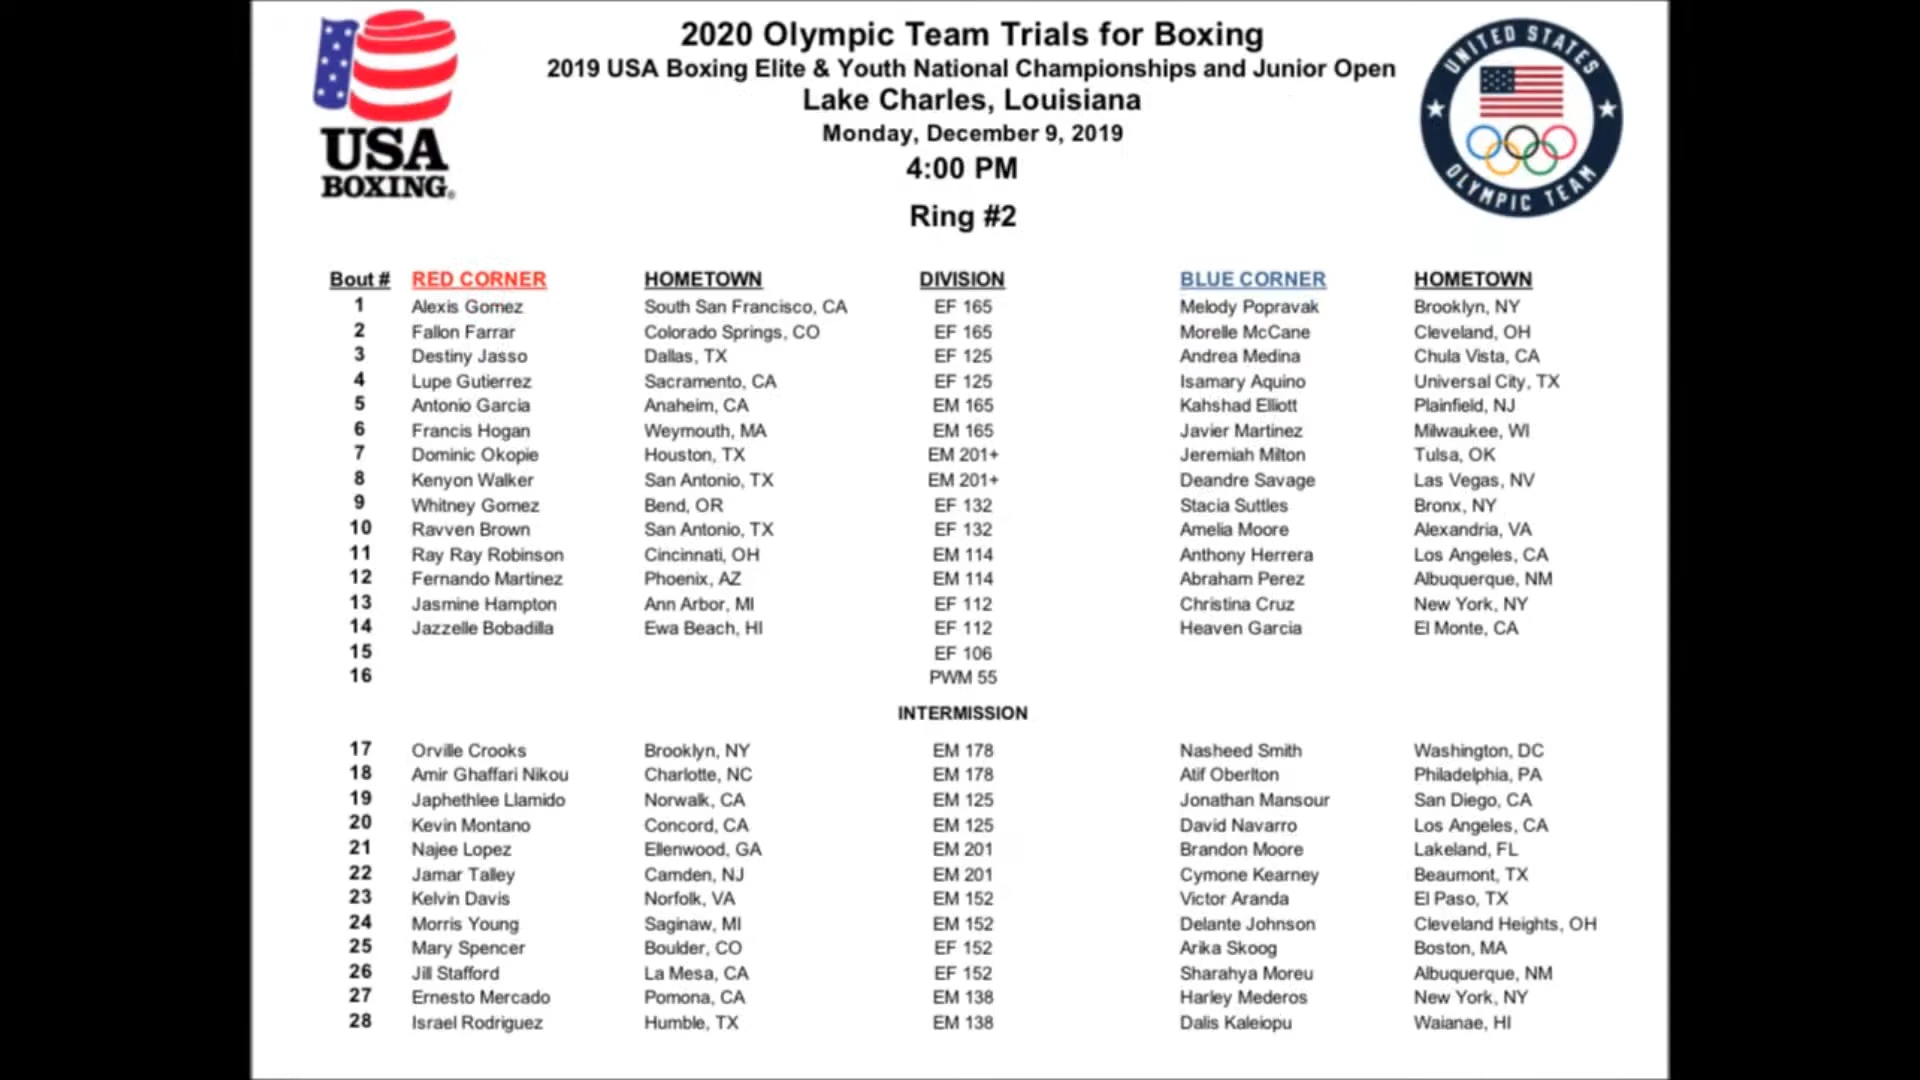 2020 Olympic Team Trials for Boxing
2019 USA Boxing Elite & Youth National Championships and Junior Open
Lake Charles, Louisiana
Monday, December 9, 2019
4:00 PM
Ring #2
USA
BOXING®
UNITED STATES
OLYMPIC TEAM
Bout # RED CORNER HOMETOWN DIVISION BLUE CORNER HOMETOWN
1 Alexis Gomez South San Francisco, CA EF 165 Melody Popravak Brooklyn, NY
2 Fallon Farrar Colorado Springs, CO EF 165 Morelle McCane Cleveland, OH
3 Destiny Jasso Dallas, TX EF 125 Andrea Medina Chula Vista, CA
4 Lupe Gutierrez Sacramento, CA EF 125 Isamary Aquino Universal City, TX
5 Antonio Garcia Anaheim, CA EM 165 Kahshad Elliott Plainfield, NJ
6 Francis Hogan Weymouth, MA EM 165 Javier Martinez Milwaukee, WI
7 Dominic Okopie Houston, TX EM 201+ Jeremiah Milton Tulsa, OK
8 Kenyon Walker San Antonio, TX EM 201+ Deandre Savage Las Vegas, NV
9 Whitney Gomez Bend, OR EF 132 Stacia Suttles Bronx, NY
10 Ravven Brown San Antonio, TX EF 132 Amelia Moore Alexandria, VA
11 Ray Ray Robinson Cincinnati, OH EM 114 Anthony Herrera Los Angeles, CA
12 Fernando Martinez Phoenix, AZ EM 114 Abraham Perez Albuquerque, NM
13 Jasmine Hampton Ann Arbor, MI EF 112 Christina Cruz New York, NY
14 Jazzelle Bobadilla Ewa Beach, HI EF 112 Heaven Garcia El Monte, CA
15 EF 106
16 PWM 55
INTERMISSION
17 Orville Crooks Brooklyn, NY EM 178 Nasheed Smith Washington, DC
18 Amir Ghaffari Nikou Charlotte, NC EM 178 Atif Oberlton Philadelphia, PA
19 Japhethlee Llamido Norwalk, CA EM 125 Jonathan Mansour San Diego, CA
20 Kevin Montano Concord, CA EM 125 David Navarro Los Angeles, CA
21 Najee Lopez Ellenwood, GA EM 201 Brandon Moore Lakeland, FL
22 Jamar Talley Camden, NJ EM 201 Cymone Kearney Beaumont, TX
23 Kelvin Davis Norfolk, VA EM 152 Victor Aranda El Paso, TX
24 Morris Young Saginaw, MI EM 152 Delante Johnson Cleveland Heights, OH
25 Mary Spencer Boulder, CO EF 152 Arika Skoog Boston, MA
26 Jill Stafford La Mesa, CA EF 152 Sharahya Moreu Albuquerque, NM
27 Ernesto Mercado Pomona, CA EM 138 Harley Mederos New York, NY
28 Israel Rodriguez Humble, TX EM 138 Dalis Kaleiopu Waianae, HI